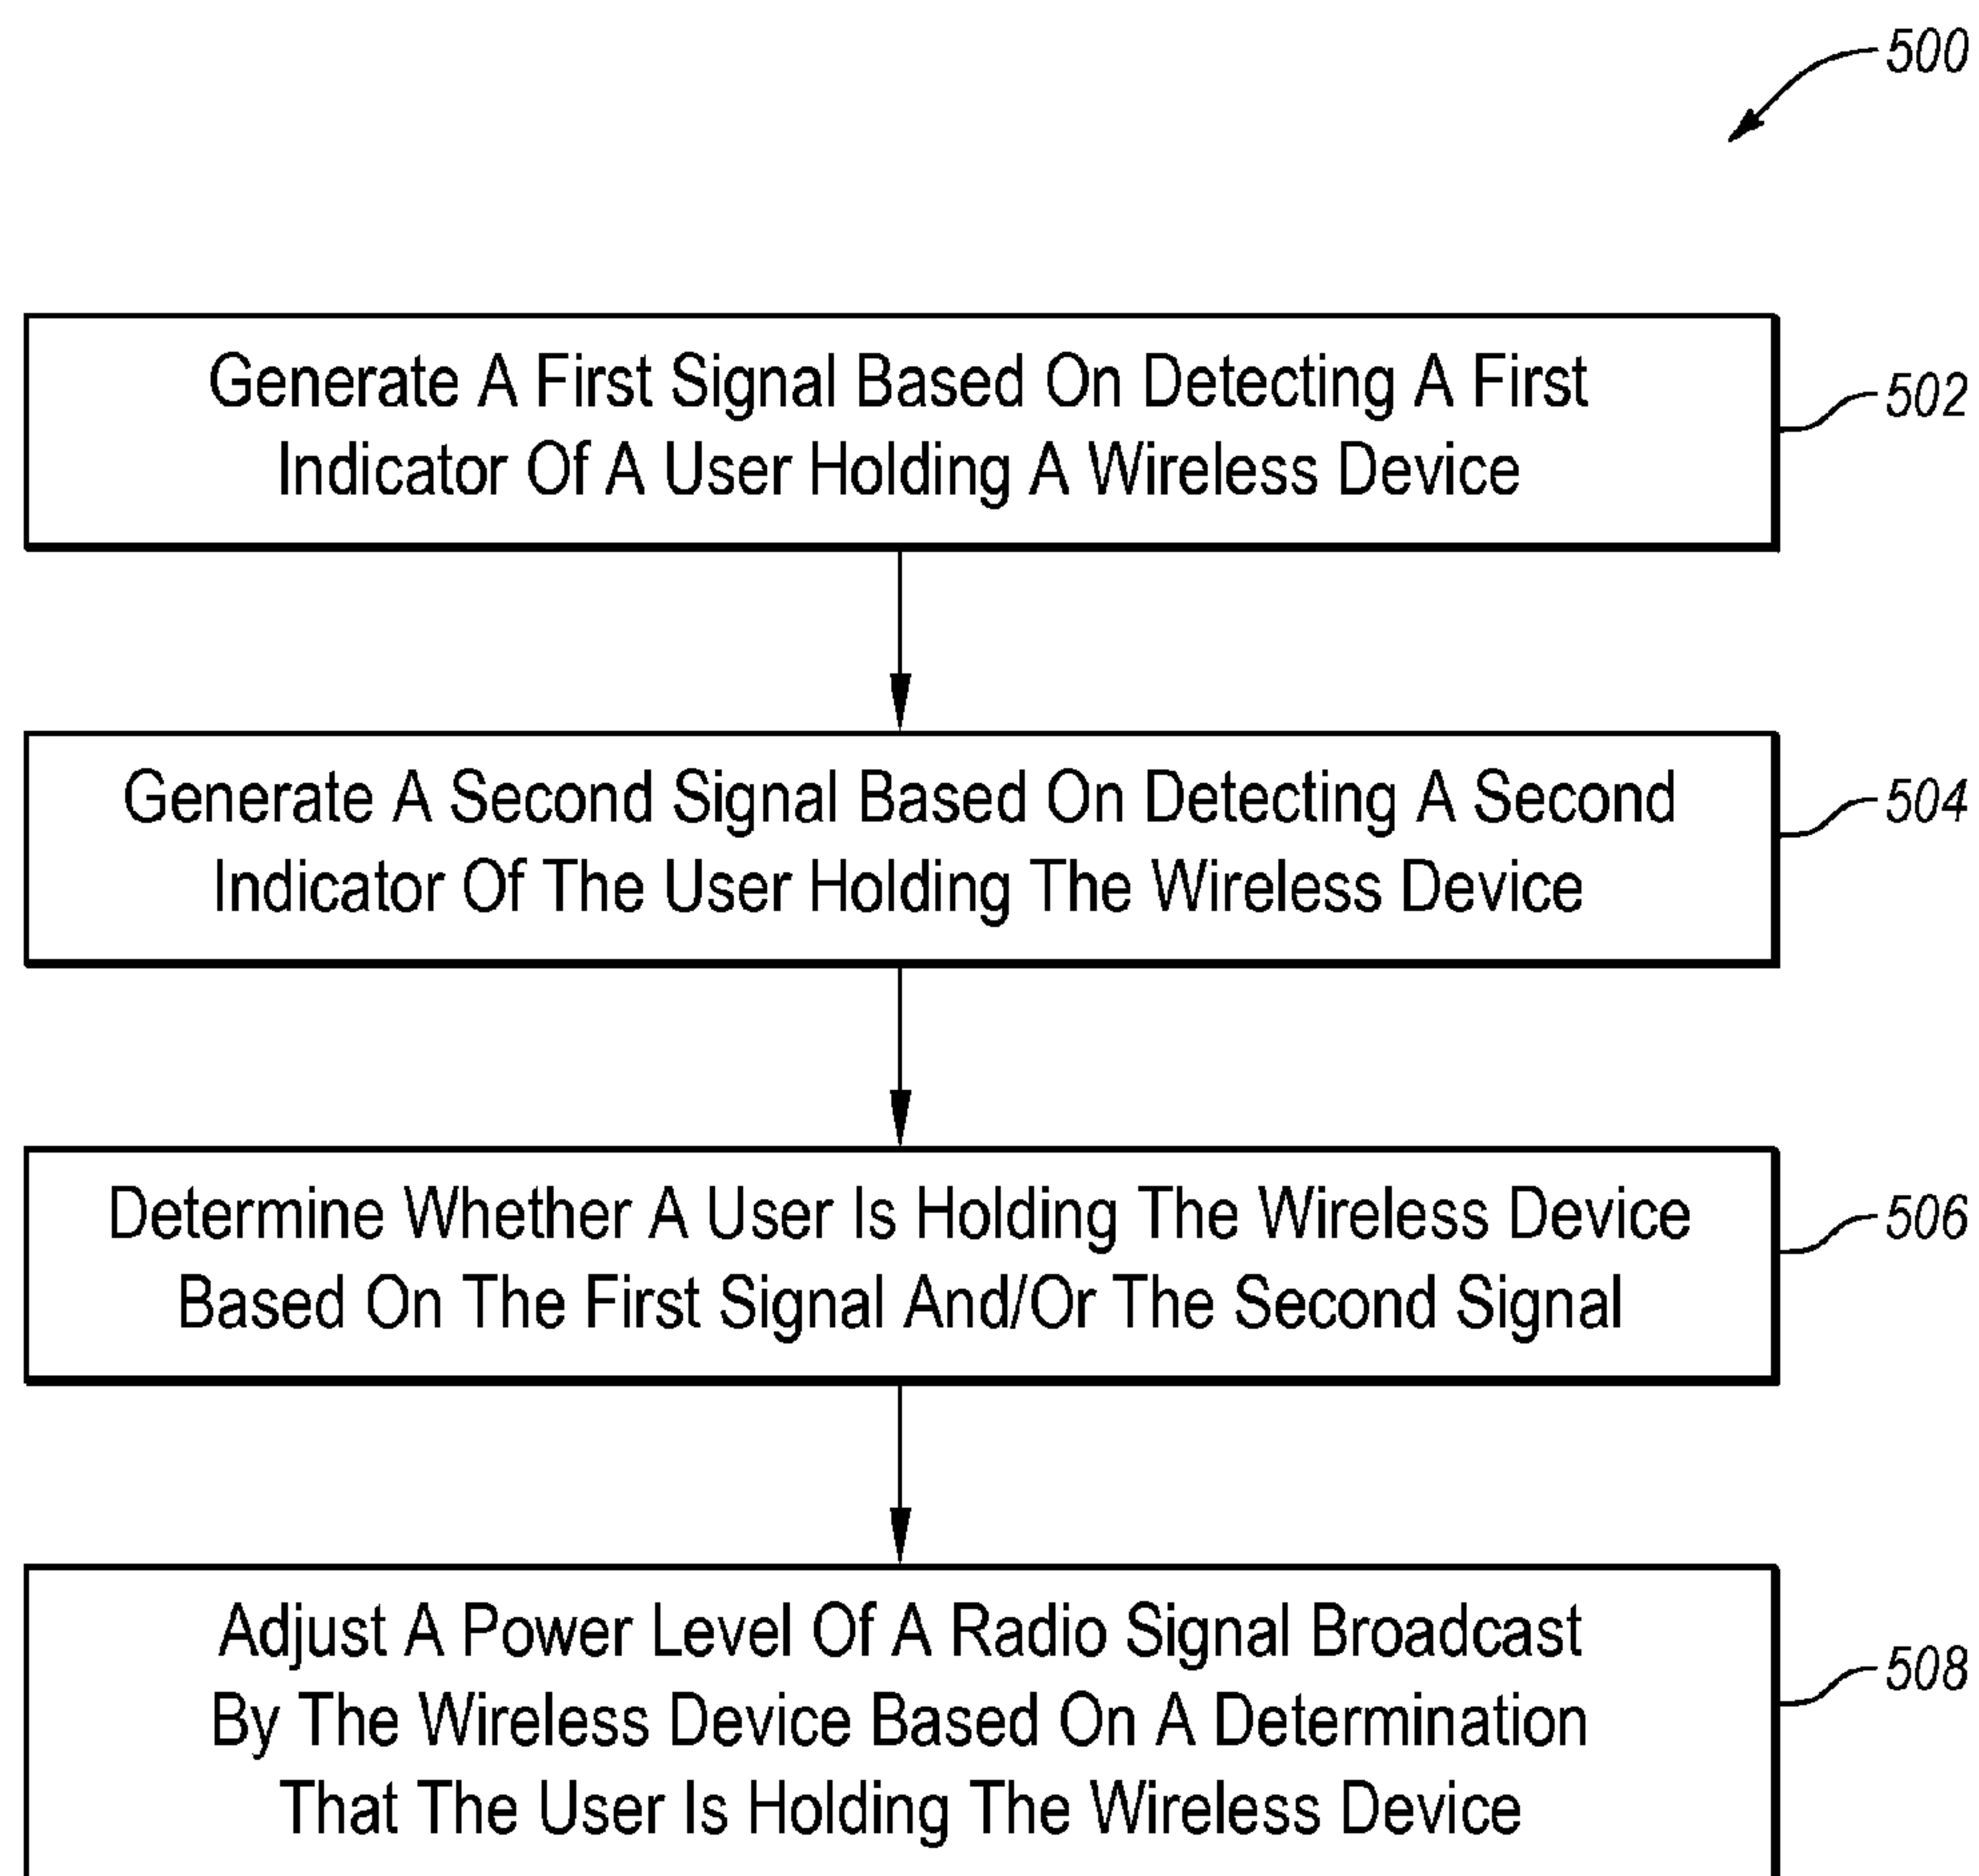 500
Generate A First Signal Based On Detecting A First
Indicator Of A User Holding A Wireless Device
502
Generate A Second Signal Based On Detecting A Second
Indicator Of The User Holding The Wireless Device
504
Determine Whether A User Is Holding The Wireless Device
Based On The First Signal And/Or The Second Signal
506
Adjust A Power Level Of A Radio Signal Broadcast
By The Wireless Device Based On A Determination
That The User Is Holding The Wireless Device
508